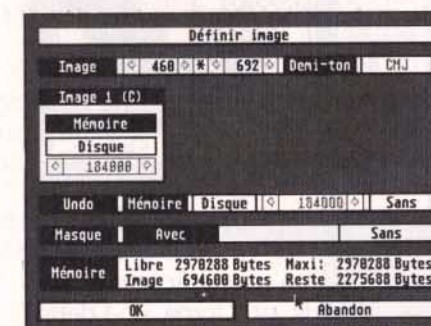 Définir image
Image 460 * 692 Demi-ton CMJ
Image 1 (C)
Mémoire
Disque
184000
Undo Mémoire Disque 184000 Sans
Masque Avec Sans
Mémoire Libre 2970288 Bytes Maxi: 2970288 Bytes
Image 694600 Bytes Reste 2275688 Bytes
OK Abandon